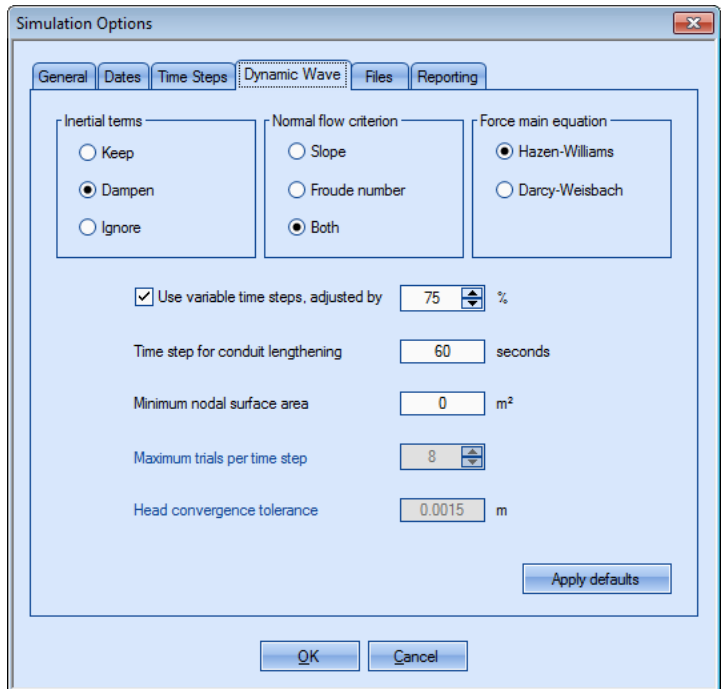 Simulation Options
General Dates Time Steps Dynamic Wave Files Reporting
Inertial terms
Keep
Dampen
Ignore
Normal flow criterion
Slope
Froude number
Both
Force main equation
Hazen-Williams
Darcy-Weisbach
Use variable time steps, adjusted by 75 %
Time step for conduit lengthening 60 seconds
Minimum nodal surface area 0 m²
Maximum trials per time step 8
Head convergence tolerance 0.0015 m
Apply defaults
OK Cancel